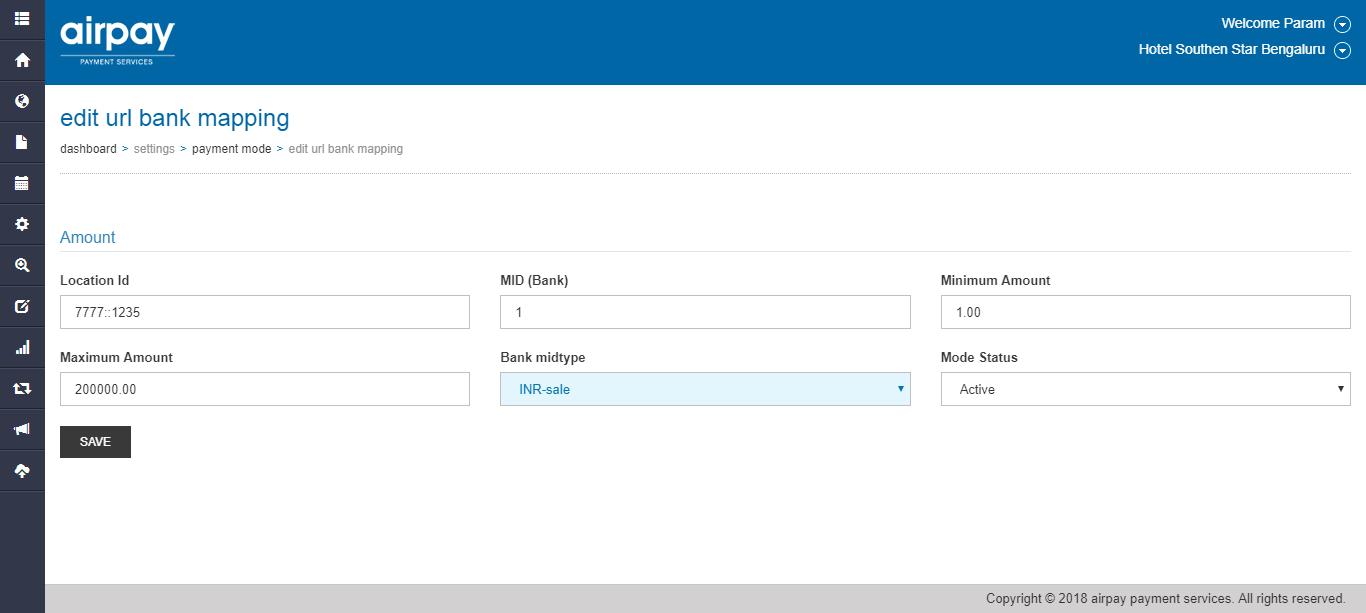 airpay
PAYMENT SERVICES
Welcome Param
Hotel Southen Star Bengaluru
edit url bank mapping
dashboard > settings > payment mode > edit url bank mapping
Amount
Location Id MID (Bank) Minimum Amount
7777::1235 1 1.00
Maximum Amount Bank midtype Mode Status
200000.00 INR-sale Active
SAVE
Copyright © 2018 airpay payment services. All rights reserved.